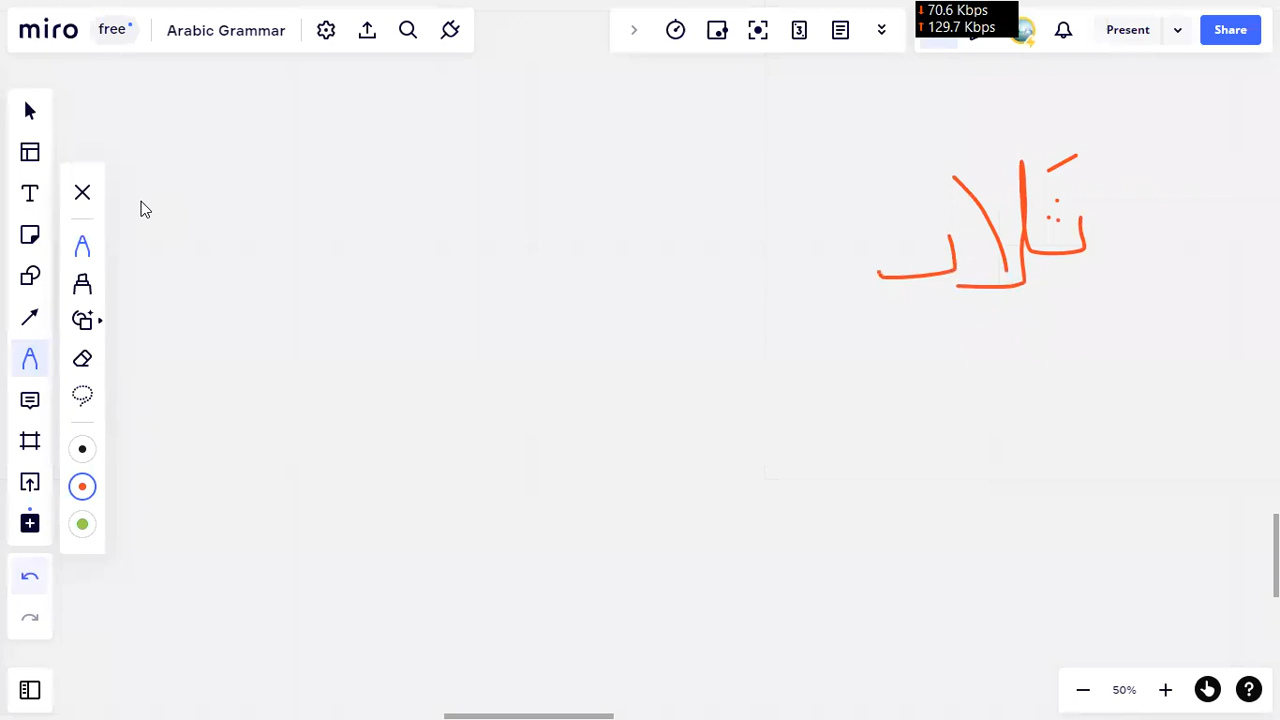 miro free Arabic Grammar
↓ 70.6 Kbps
↑ 129.7 Kbps
Present Share
50%